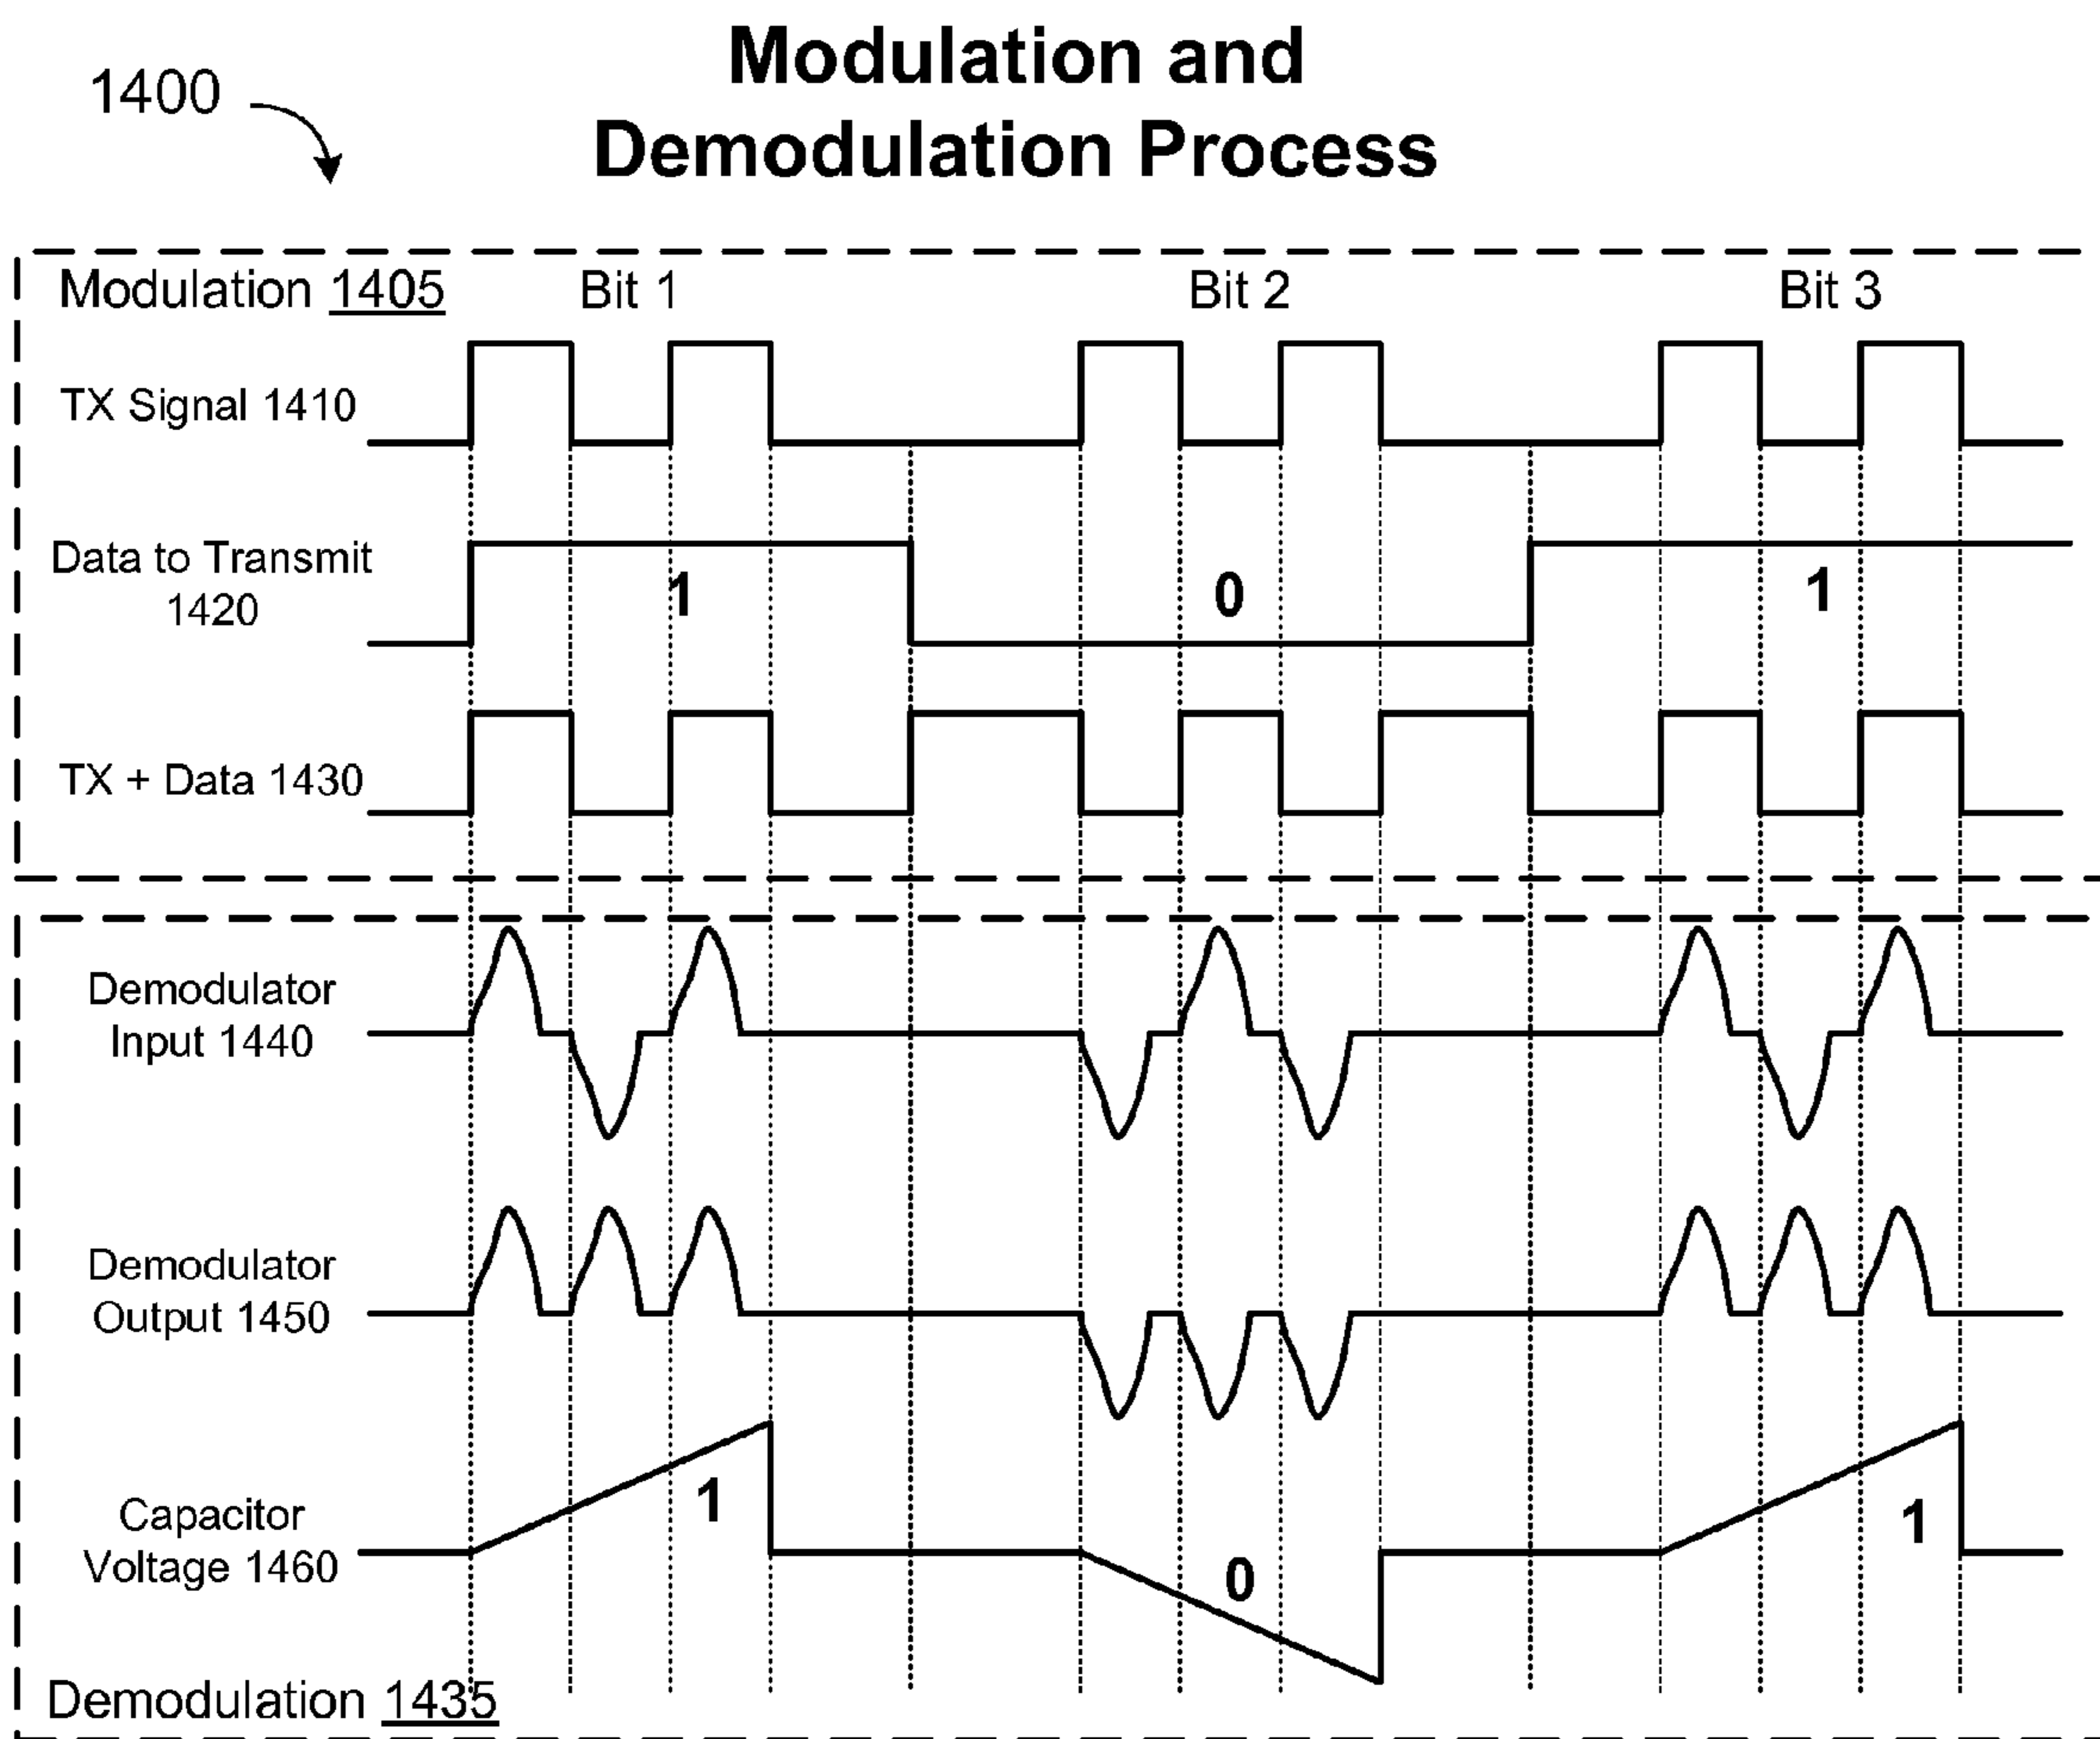 Modulation and
Demodulation Process
1400
Modulation 1405
Bit 1
Bit 2
Bit 3
TX Signal 1410
Data to Transmit
1420
1
0
1
TX + Data 1430
Demodulator
Input 1440
Demodulator
Output 1450
Capacitor
Voltage 1460
1
0
1
Demodulation 1435